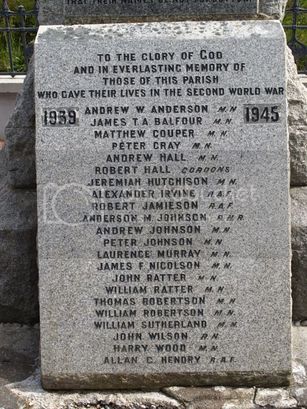 TO THE GLORY OF GOD
AND IN EVERLASTING MEMORY OF
THOSE OF THIS PARISH
WHO GAVE THEIR LIVES IN THE SECOND WORLD WAR
1939 ANDREW W. ANDERSON M.N. 1945
JAMES T.A. BALFOUR M.N.
MATTHEW COUPER M.N.
PETER GRAY M.N.
ANDREW HALL M.N.
ROBERT HALL GORDONS
JEREMIAH HUTCHISON M.N.
ALEXANDER IRVINE R.A.F.
ROBERT JAMIESON R.A.F.
ANDERSON M. JOHNSON R.N.R.
ANDREW JOHNSON M.N.
PETER JOHNSON M.N.
LAURENCE MURRAY M.N.
JAMES F. NICOLSON M.N.
JOHN RATTER M.N.
WILLIAM RATTER M.N.
THOMAS ROBERTSON M.N.
WILLIAM ROBERTSON M.N.
WILLIAM SUTHERLAND M.N.
JOHN WILSON R.N.
HARRY WOOD M.N.
ALLAN C. HENDRY R.A.F.